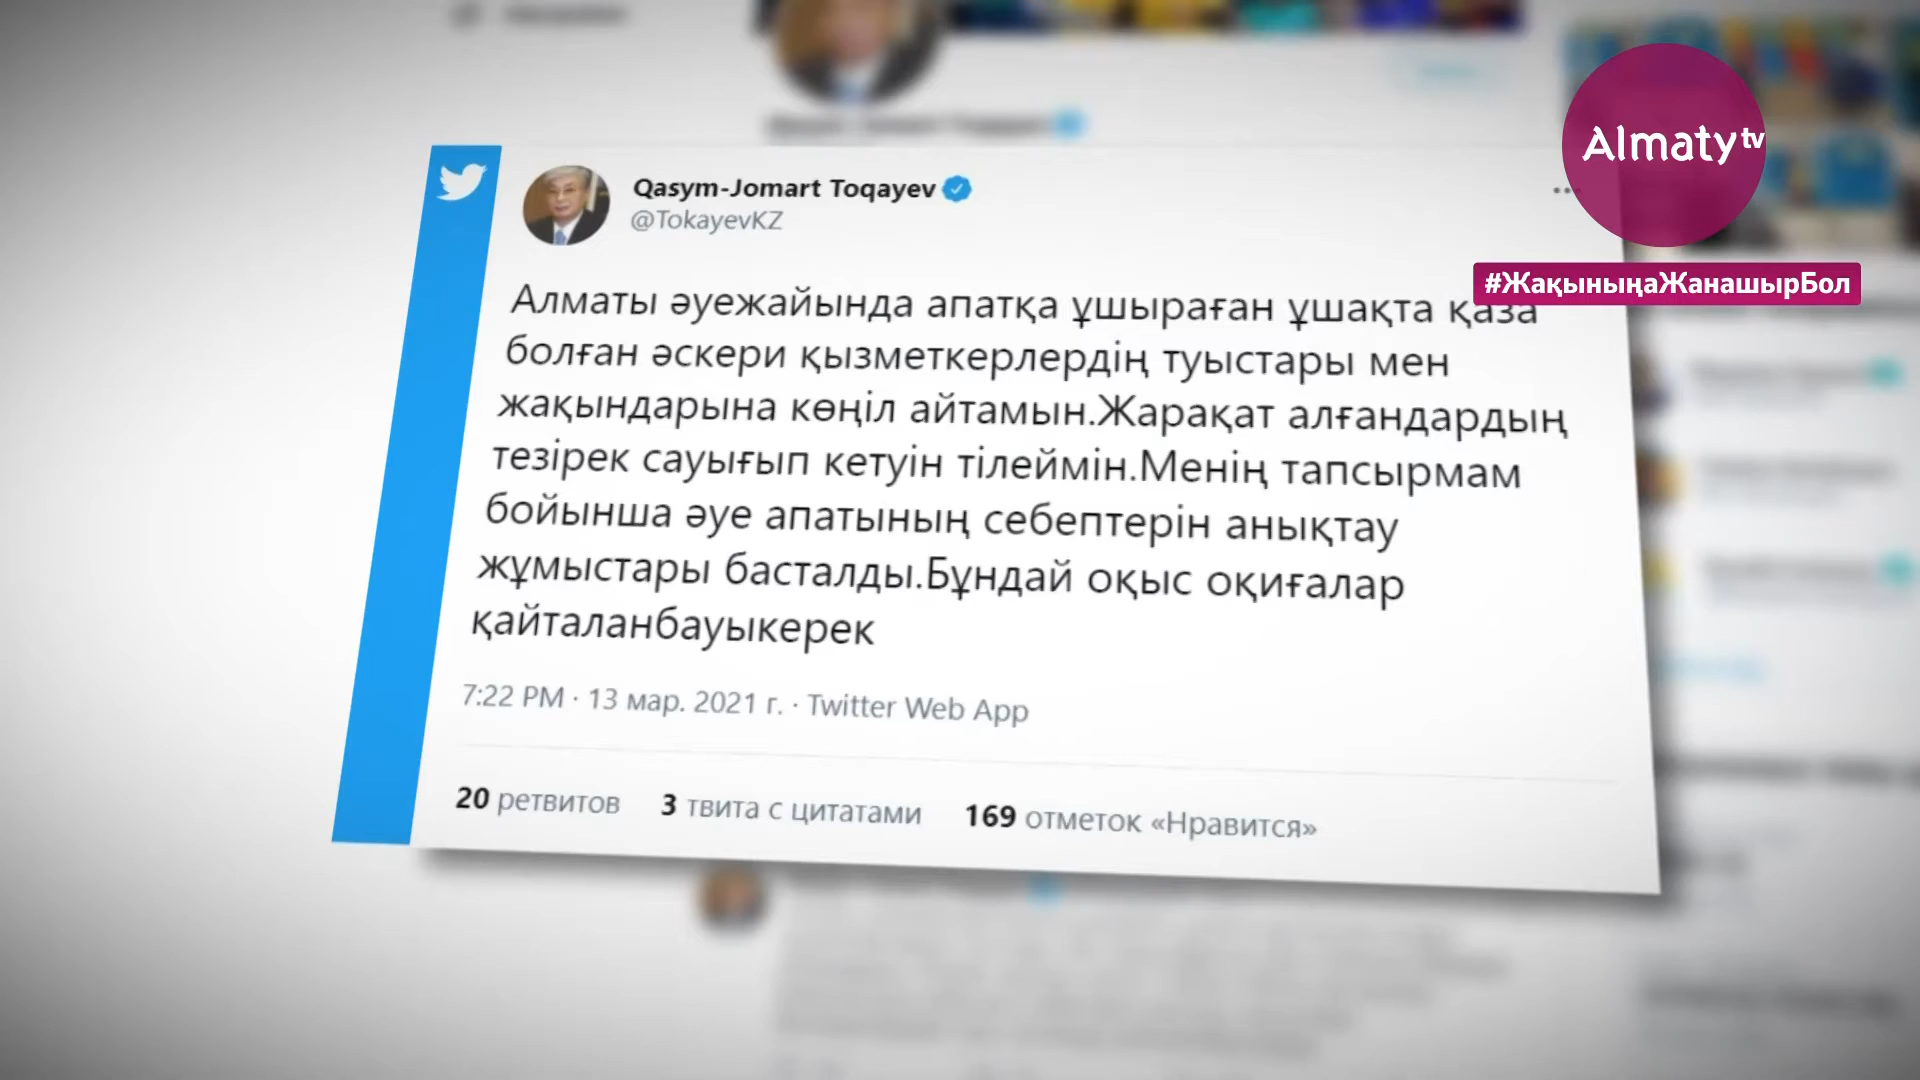 Almaty tv
#ЖақыныңаЖанашырБол
Qasym-Jomart Toqayev
@TokayevKZ
Алматы әуежайында апатқа ұшыраған ұшақта қаза
болған әскери қызметкерлердің туыстары мен
жақындарына көңіл айтамын.Жарақат алғандардың
тезірек сауығып кетуін тілеймін.Менің тапсырмам
бойынша әуе апатының себептерін анықтау
жұмыстары басталды.Бұндай оқыс оқиғалар
қайталанбауыкерек
7:22 PM · 13 мар. 2021 г. · Twitter Web App
20 ретвитов 3 твита с цитатами 169 отметок «Нравится»